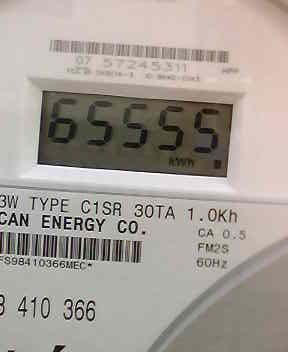 07 57245311
65555
kWH
3W TYPE C1SR 30TA 1.0Kh
CAN ENERGY CO.
CA 0.5
FM2S
60Hz
FS98410366MEC*
410 366